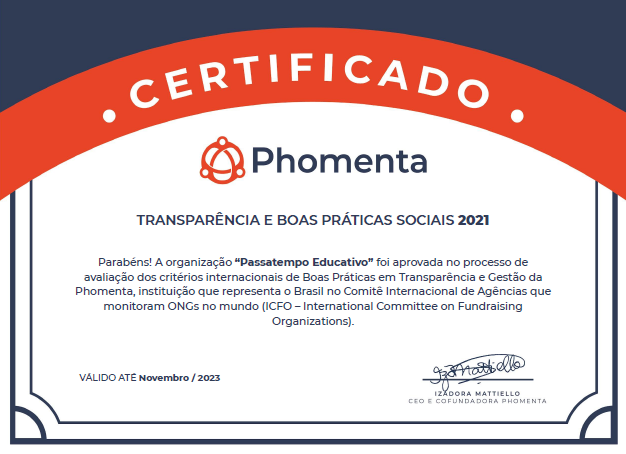 • CERTIFICADO •
Phomenta
TRANSPARÊNCIA E BOAS PRÁTICAS SOCIAIS 2021
Parabéns! A organização “Passatempo Educativo” foi aprovada no processo de
avaliação dos critérios internacionais de Boas Práticas em Transparência e Gestão da
Phomenta, instituição que representa o Brasil no Comitê Internacional de Agências que
monitoram ONGs no mundo (ICFO – International Committee on Fundraising
Organizations).
VÁLIDO ATÉ Novembro / 2023
IzaMattiello
IZADORA MATTIELLO
CEO E COFUNDADORA PHOMENTA